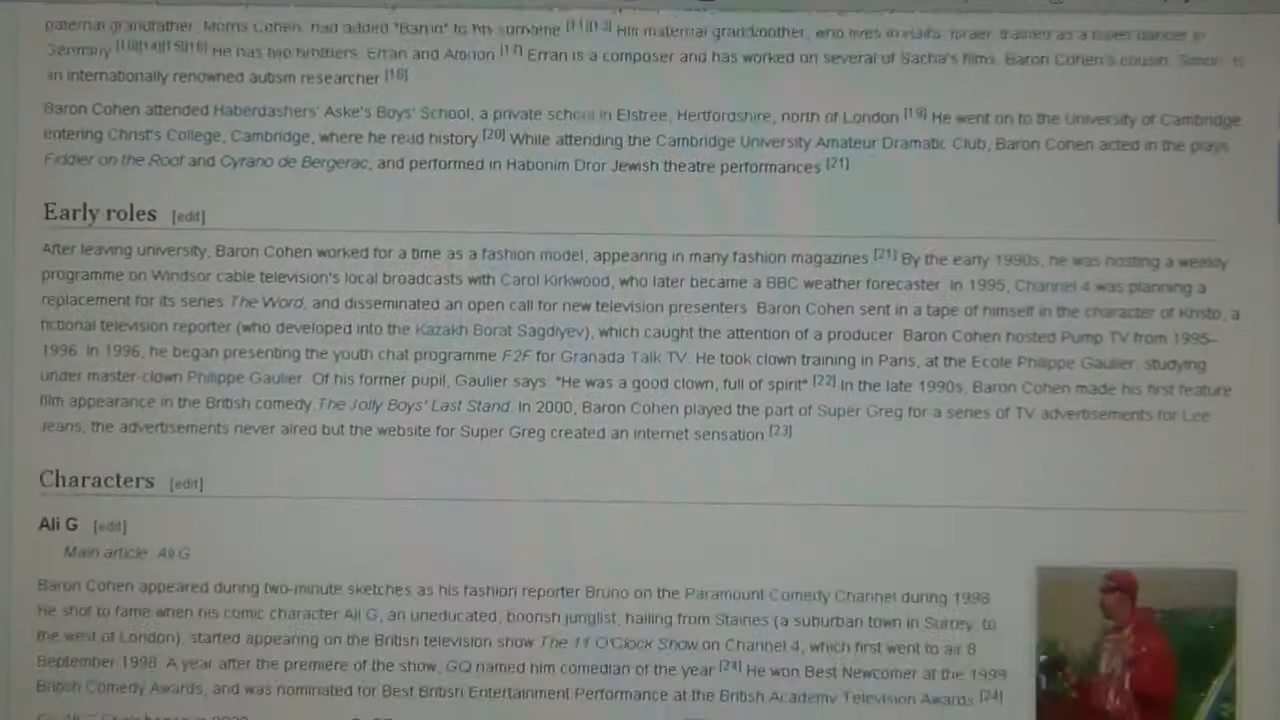 paternal grandfather, Morris Cohen, had added "Baron" to his surname.[11][12] His maternal grandmother, who lives in Haifa, Israel, trained as a ballet dancer in
Germany. He has two brothers, Erran and Amnon.[17] Erran is a composer and has worked on several of Sacha's films. Baron Cohen's cousin, Simon, is
an internationally renowned autism researcher.[18]
Baron Cohen attended Haberdashers' Aske's Boys' School, a private school in Elstree, Hertfordshire, north of London.[19] He went on to the University of Cambridge,
entering Christ's College, Cambridge, where he read history.[20] While attending the Cambridge University Amateur Dramatic Club, Baron Cohen acted in the plays
Fiddler on the Roof and Cyrano de Bergerac, and performed in Habonim Dror Jewish theatre performances.[21]
Early roles [edit]
After leaving university, Baron Cohen worked for a time as a fashion model, appearing in many fashion magazines.[21] By the early 1990s, he was hosting a weekly
programme on Windsor cable television's local broadcasts with Carol Kirkwood, who later became a BBC weather forecaster. In 1995, Channel 4 was planning a
replacement for its series The Word, and disseminated an open call for new television presenters. Baron Cohen sent in a tape of himself in the character of Kristo, a
fictional television reporter (who developed into the Kazakh Borat Sagdiyev), which caught the attention of a producer. Baron Cohen hosted Pump TV from 1995–
1996. In 1996, he began presenting the youth chat programme F2F for Granada Talk TV. He took clown training in Paris, at the Ecole Philippe Gaulier, studying
under master-clown Philippe Gaulier. Of his former pupil, Gaulier says: "He was a good clown, full of spirit".[22] In the late 1990s, Baron Cohen made his first feature
film appearance in the British comedy The Jolly Boys' Last Stand. In 2000, Baron Cohen played the part of Super Greg for a series of TV advertisements for Lee
Jeans; the advertisements never aired but the website for Super Greg created an internet sensation.[23]
Characters [edit]
Ali G [edit]
Main article: Ali G
Baron Cohen appeared during two-minute sketches as his fashion reporter Bruno on the Paramount Comedy Channel during 1998.
He shot to fame when his comic character Ali G, an uneducated, boorish junglist, hailing from Staines (a suburban town in Surrey, to
the west of London), started appearing on the British television show The 11 O'Clock Show on Channel 4, which first went to air 8
September 1998. A year after the premiere of the show, GQ named him comedian of the year.[24] He won Best Newcomer at the 1999
British Comedy Awards, and was nominated for Best British Entertainment Performance at the British Academy Television Awards.[24]